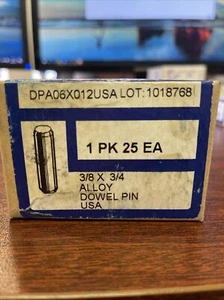 DPA06X012USA LOT: 1018768
1 PK 25 EA
3/8 X 3/4
ALLOY
DOWEL PIN
USA